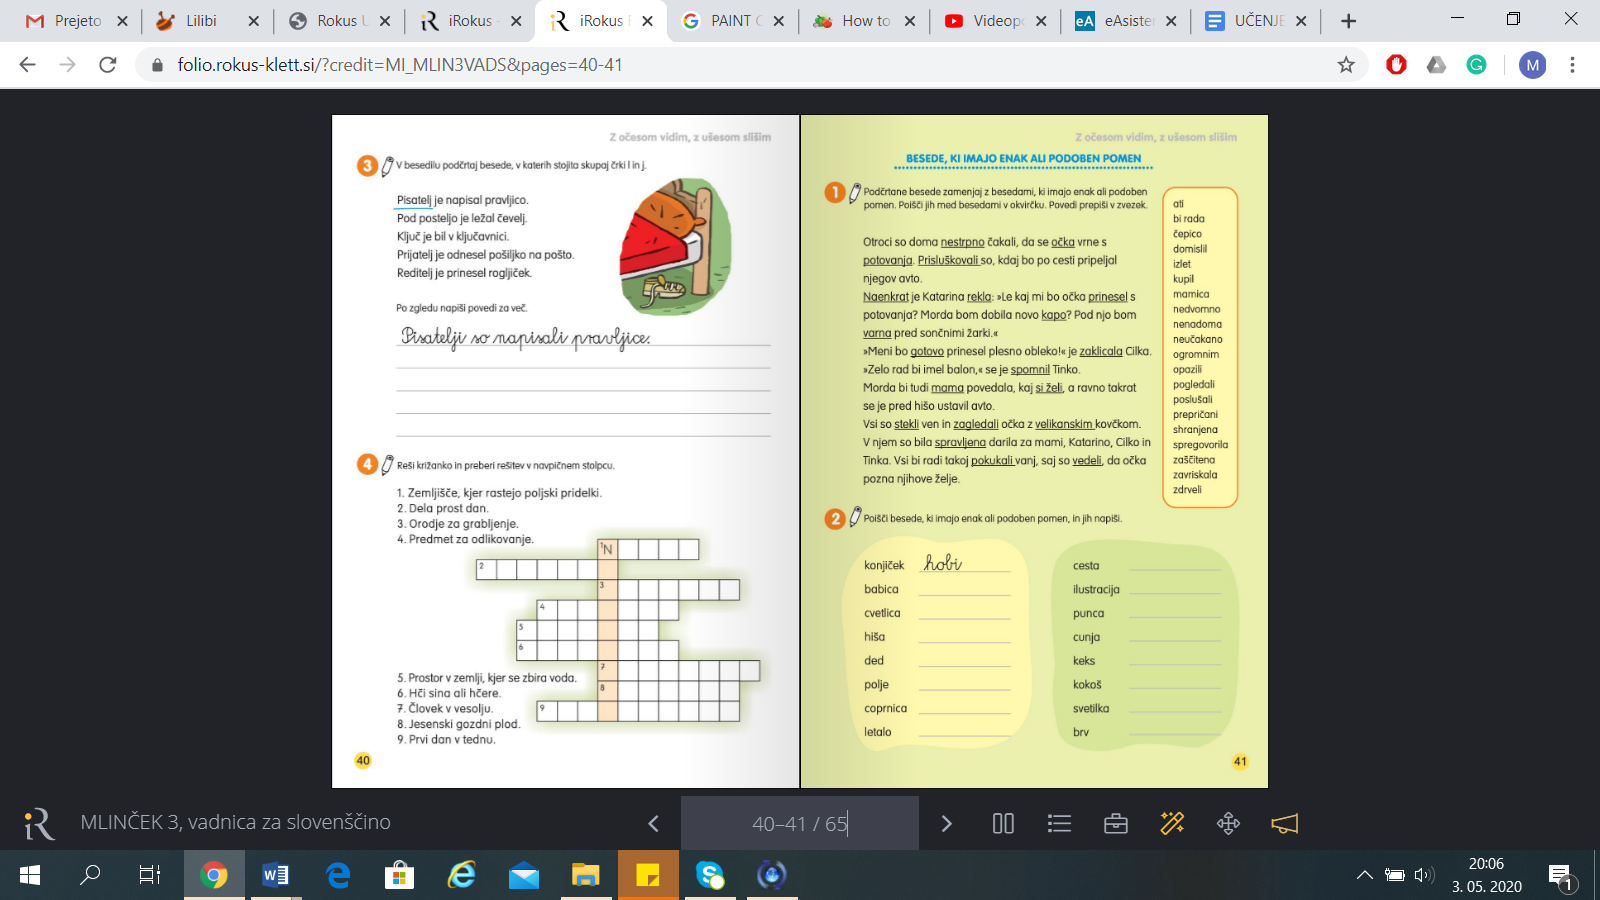 Prejeto
Lilibi
Rokus U
iRokus -
iRokus F
PAINT C
How to
Videopo
eAsister
UČENJE
folio.rokus-klett.si/?credit=MI_MLIN3VADS&pages=40-41
M
Z očesom vidim, z ušesom slišim
3 V besedilu podčrtaj besede, v katerih stojita skupaj črki l in j.
Pisatelj je napisal pravljico.
Pod posteljo je ležal čevelj.
Ključ je bil v ključavnici.
Prijatelj je odnesel pošiljko na pošto.
Reditelj je prinesel rogljiček.
Po zgledu napiši povedi za več.
Pisatelji so napisali pravljice.
4 Reši križanko in preberi rešitev v navpičnem stolpcu.
1. Zemljišče, kjer rastejo poljski pridelki.
2. Dela prost dan.
3. Orodje za grabljenje.
4. Predmet za odlikovanje.
1 N
2
3
4
5
6
7
8
9
5. Prostor v zemlji, kjer se zbira voda.
6. Hči sina ali hčere.
7. Človek v vesolju.
8. Jesenski gozdni plod.
9. Prvi dan v tednu.
40
Z očesom vidim, z ušesom slišim
BESEDE, KI IMAJO ENAK ALI PODOBEN POMEN
1 Podčrtane besede zamenjaj z besedami, ki imajo enak ali podoben
pomen. Poišči jih med besedami v okvirčku. Povedi prepiši v zvezek.
Otroci so doma nestrpno čakali, da se očka vrne s
potovanja. Prisluškovali so, kdaj bo po cesti pripeljal
njegov avto.
Naenkrat je Katarina rekla: »Le kaj mi bo očka prinesel s
potovanja? Morda bom dobila novo kapo? Pod njo bom
varna pred sončnimi žarki.«
»Meni bo gotovo prinesel plesno obleko!« je zaklicala Cilka.
»Zelo rad bi imel balon,« se je spomnil Tinko.
Morda bi tudi mama povedala, kaj si želi, a ravno takrat
se je pred hišo ustavil avto.
Vsi so stekli ven in zagledali očka z velikanskim kovčkom.
V njem so bila spravljena darila za mami, Katarino, Cilko in
Tinka. Vsi bi radi takoj pokukali vanj, saj so vedeli, da očka
pozna njihove želje.
ati
bi rada
čepico
domislil
izlet
kupil
mamica
nedvomno
nenadoma
neučakano
ogromnim
opazili
pogledali
poslušali
prepričani
shranjena
spregovorila
zaščitena
zavriskala
zdrveli
2 Poišči besede, ki imajo enak ali podoben pomen, in jih napiši.
konjiček hobi
babica
cvetlica
hiša
ded
polje
coprnica
letalo
cesta
ilustracija
punca
cunja
keks
kokoš
svetilka
brv
41
iR MLINČEK 3, vadnica za slovenščino
40–41 / 65
20:06
3. 05. 2020
1